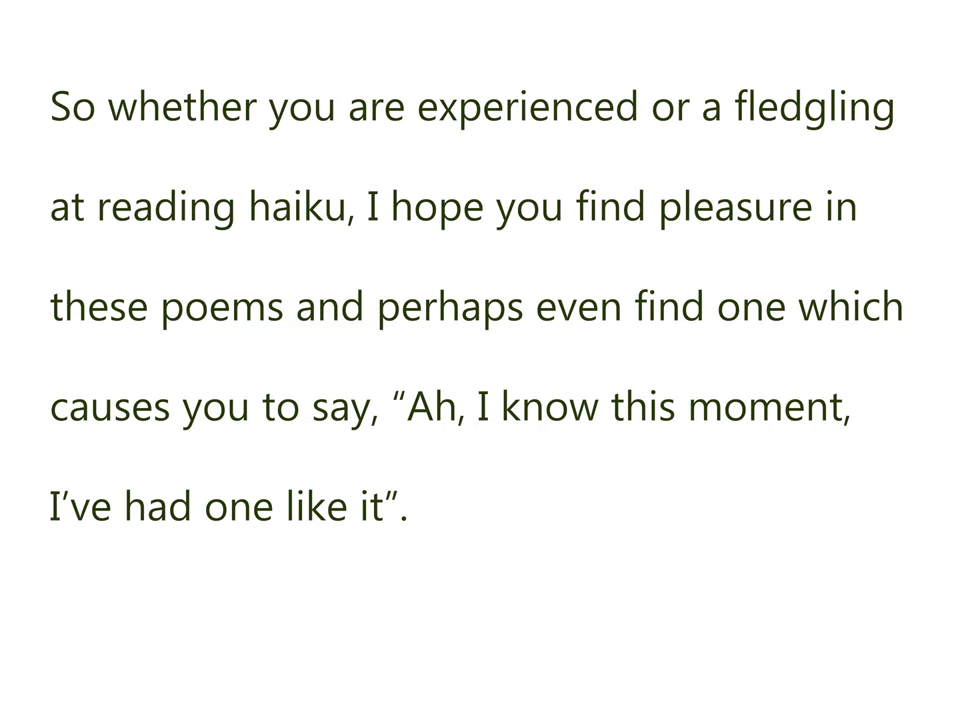 So whether you are experienced or a fledgling
at reading haiku, I hope you find pleasure in
these poems and perhaps even find one which
causes you to say, “Ah, I know this moment,
I’ve had one like it”.